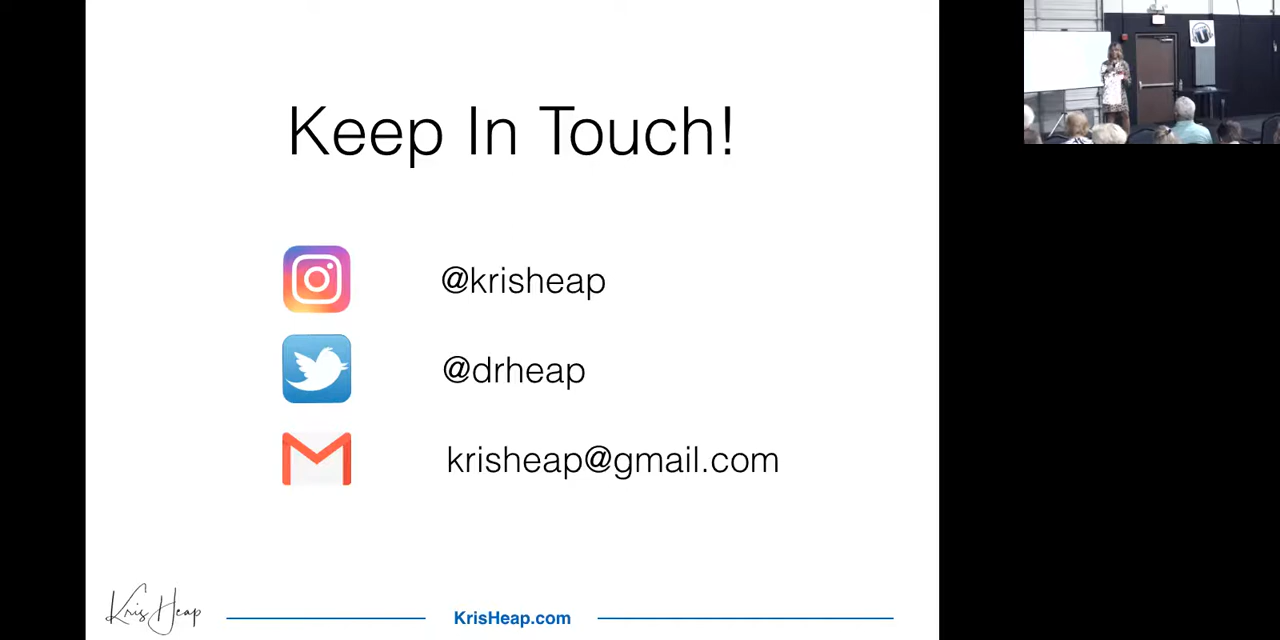 Keep In Touch!
@krisheap
@drheap
krisheap@gmail.com
Kris Heap
KrisHeap.com